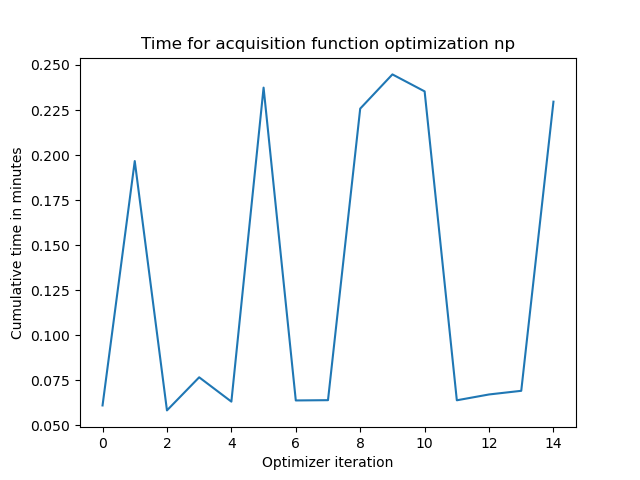 Time for acquisition function optimization np
0.250
0.225
0.200
0.175
0.150
0.125
0.100
0.075
0.050
Cumulative time in minutes
0 2 4 6 8 10 12 14
Optimizer iteration